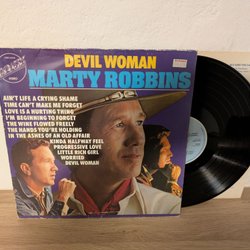 DEVIL WOMAN
MARTY ROBBINS
AIN'T LIFE A CRYING SHAME
TIME CAN'T MAKE ME FORGET
LOVE IS A HURTING THING
I'M BEGINNING TO FORGET
THE WINE FLOWED FREELY
THE HANDS YOU'RE HOLDING
IN THE ASHES OF AN OLD AFFAIR
KINDA HALFWAY FEEL
PROGRESSIVE LOVE
LITTLE RICH GIRL
WORRIED
DEVIL WOMAN